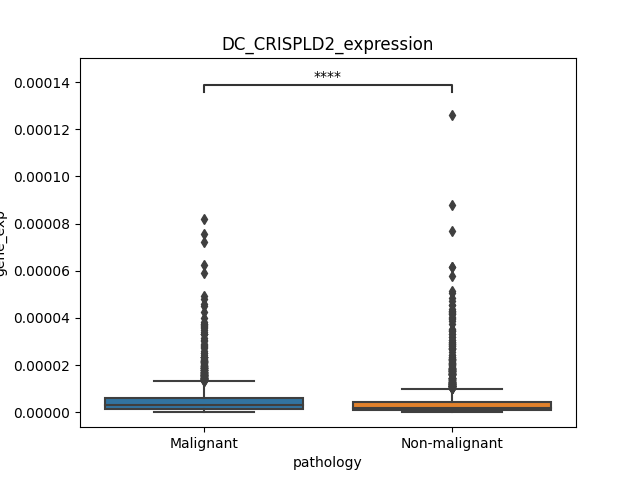 DC_CRISPLD2_expression
****
0.00014
0.00012
0.00010
0.00008
0.00006
0.00004
0.00002
0.00000
gene_exp
Malignant
Non-malignant
pathology